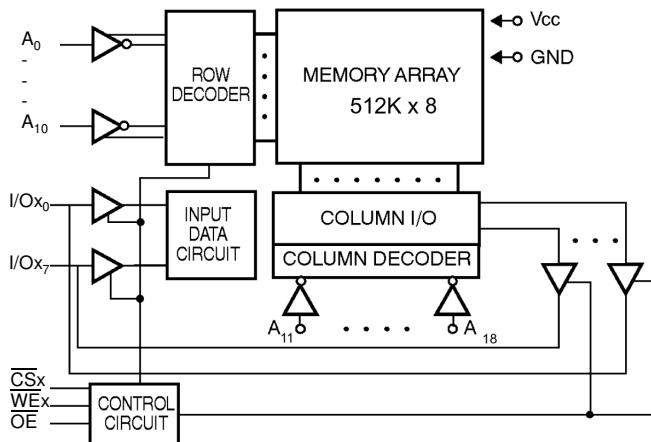 A0
-
-
-
A10
ROW
DECODER
MEMORY ARRAY
512K x 8
Vcc
GND
I/Ox0
I/Ox7
INPUT
DATA
CIRCUIT
COLUMN I/O
COLUMN DECODER
A11 . . . . A 18
CSx
WEx
OE
CONTROL
CIRCUIT